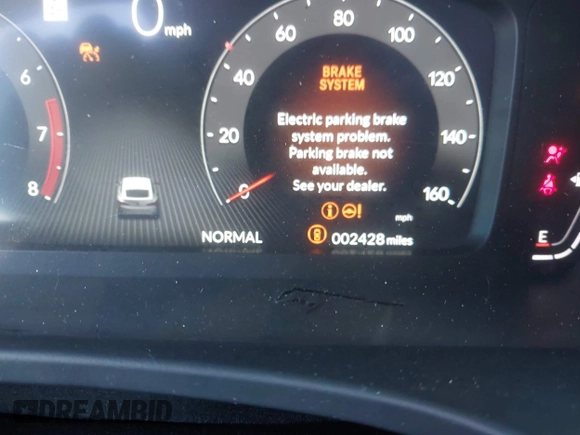 0 mph
6
7
8
NORMAL
0
20
40
60
80
100
120
140
160
BRAKE
SYSTEM
Electric parking brake
system problem.
Parking brake not
available.
See your dealer.
mph
002428 miles
E
DREAMBID